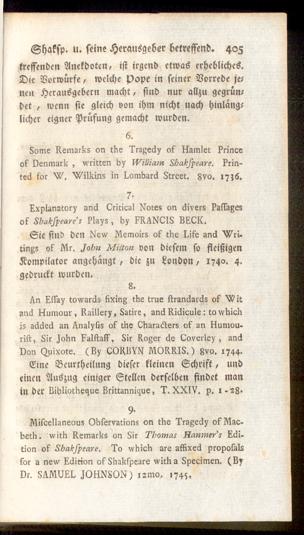 Shaksp. u. seine Herausgeber betreffend. 405
treffenden Anekdoten, ist irgend etwas erhebliches.
Die Vorwürfe, welche Pope in seiner Vorrede je-
nen Herausgebern macht, sind nur allzu gegrün-
det, wenn sie gleich von ihm nicht nach hinläng-
licher eigner Prüfung gemacht wurden.
6.
Some Remarks on the Tragedy of Hamlet Prince
of Denmark, written by William Shakspeare. Prin-
ted for W. Wilkins in Lombard Street. 8vo. 1736.
7.
Explanatory and Critical Notes on divers Passages
of Shakspeare's Plays, by FRANCIS BECK.
Sie sind den New Memoirs of the Life and Wri-
tings of Mr. John Milton von diesem so fleißigen
Kompilator angehängt, die zu London, 1740. 4.
gedruckt wurden.
8.
An Essay towards fixing the true strandards of Wit
and Humour, Raillery, Satire, and Ridicule: to which
is added an Analysis of the Characters of an Humou-
rist, Sir John Falstaff, Sir Roger de Coverley, and
Don Quixote. (By CORBYN MORRIS.) 8vo. 1744.
Eine Beurtheilung dieser kleinen Schrift, und
einen Auszug einiger Stellen derselben findet man
in der Bibliotheque Brittannique, T. XXIV. p. 1-28.
9.
Miscellaneous Observations on the Tragedy of Mac-
beth. with Remarks on Sir Thomas Hanmer's Edi-
tion of Shakspeare. To which are affixed proposals
for a new Edition of Shakspeare with a Specimen. (By
Dr. SAMUEL JOHNSON) 12mo. 1745.